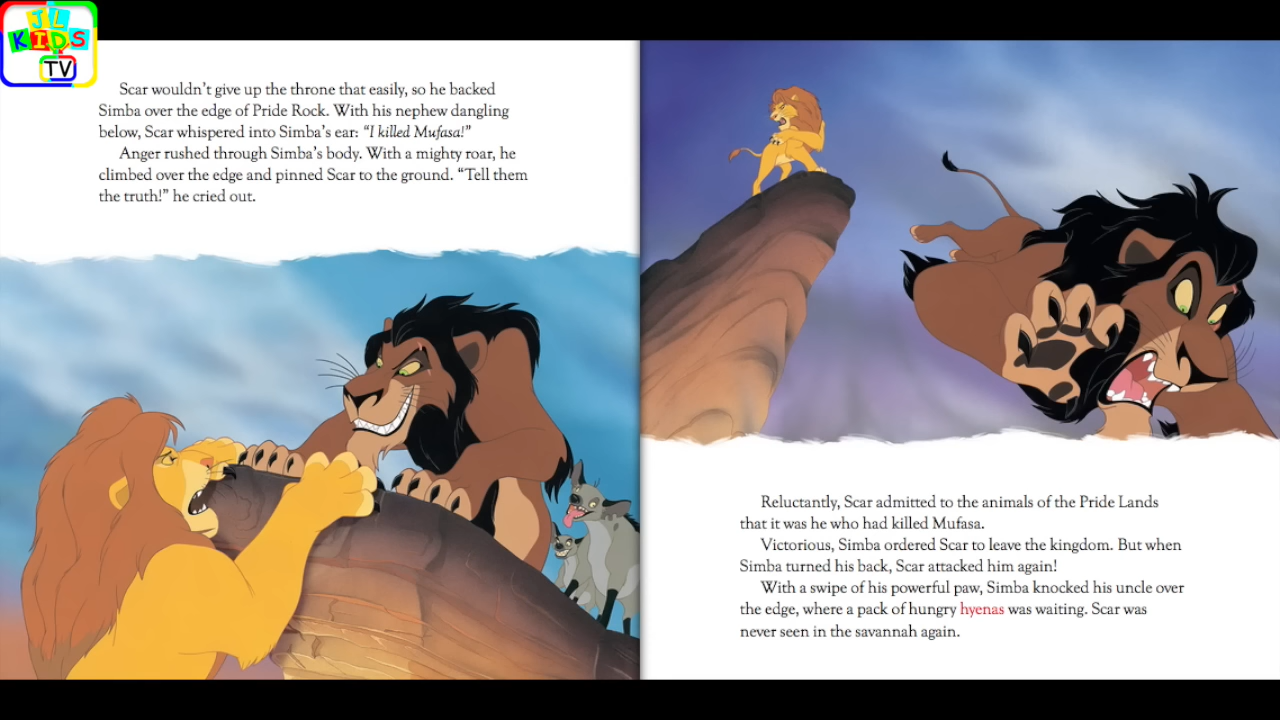 JL
KIDS
TV
Scar wouldn't give up the throne that easily, so he backed
Simba over the edge of Pride Rock. With his nephew dangling
below, Scar whispered into Simba's ear: “I killed Mufasa!”
Anger rushed through Simba's body. With a mighty roar, he
climbed over the edge and pinned Scar to the ground. “Tell them
the truth!” he cried out.
Reluctantly, Scar admitted to the animals of the Pride Lands
that it was he who had killed Mufasa.
Victorious, Simba ordered Scar to leave the kingdom. But when
Simba turned his back, Scar attacked him again!
With a swipe of his powerful paw, Simba knocked his uncle over
the edge, where a pack of hungry hyenas was waiting. Scar was
never seen in the savannah again.